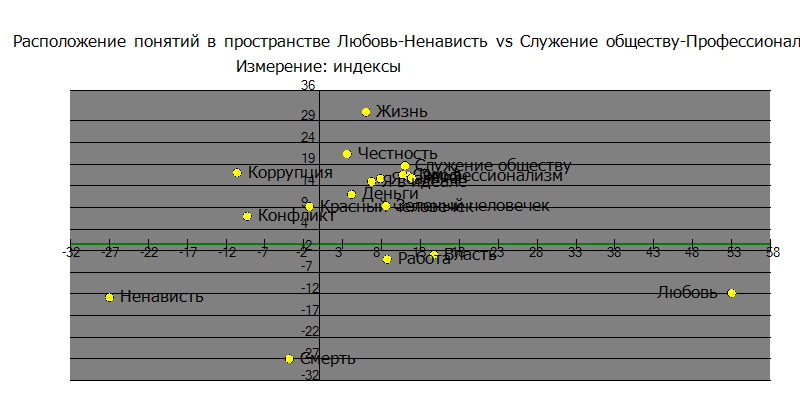 Расположение понятий в пространстве Любовь-Ненависть vs Служение обществу-Профессионал
Измерение: индексы
36
Жизнь
29
24
Честность
19
Служение обществу
Коррупция
Профессионализм
14
Я в идеале
Деньги
9
Красный человечек
Зеленый человечек
Конфликт
4
-2
-32 -27 -22 -17 -12 -7 -2 3 8 13 18 23 28 33 38 43 48 53 58
Власть
Работа
-7
-12
Ненависть
Любовь
-17
-22
-27
Смерть
-32